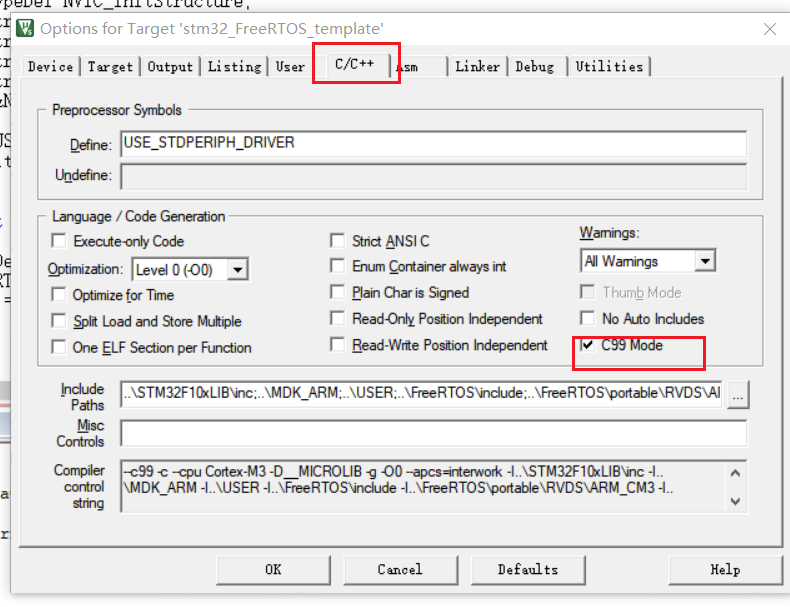 ypeDef NVIC_InitStructure;
Options for Target 'stm32_FreeRTOS_template'
Device Target Output Listing User C/C++ Asm Linker Debug Utilities
Preprocessor Symbols
Define: USE_STDPERIPH_DRIVER
Undefine:
Language / Code Generation
Execute-only Code
Optimization: Level 0 (-O0)
Optimize for Time
Split Load and Store Multiple
One ELF Section per Function
Strict ANSI C
Enum Container always int
Plain Char is Signed
Read-Only Position Independent
Read-Write Position Independent
Warnings:
All Warnings
Thumb Mode
No Auto Includes
C99 Mode
Include
Paths
..\STM32F10xLIB\inc;..\MDK_ARM;..\USER;..\FreeRTOS\include;..\FreeRTOS\portable\RVDS\AI
...
Misc
Controls
Compiler
control
string
--c99 -c --cpu Cortex-M3 -D__MICROLIB -g -O0 --apcs=interwork -I..\STM32F10xLIB\inc -I..
\MDK_ARM -I..\USER -I..\FreeRTOS\include -I..\FreeRTOS\portable\RVDS\ARM_CM3 -I..
OK Cancel Defaults Help